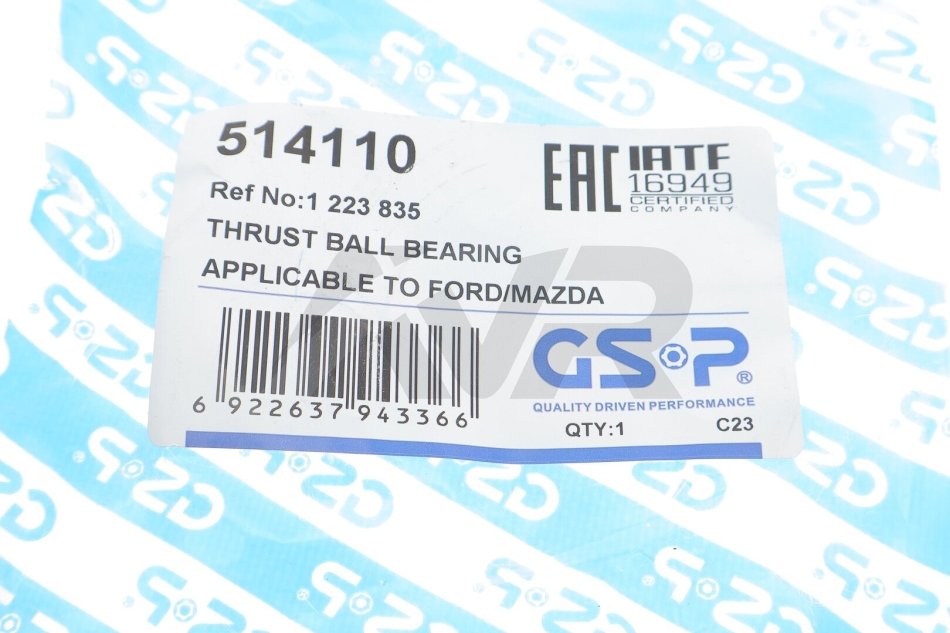 514110
Ref No:1 223 835
THRUST BALL BEARING
APPLICABLE TO FORD/MAZDA
EAC
IATF
16949
CERTIFIED
COMPANY
6 922637 943366
GSP®
QUALITY DRIVEN PERFORMANCE
QTY:1
C23